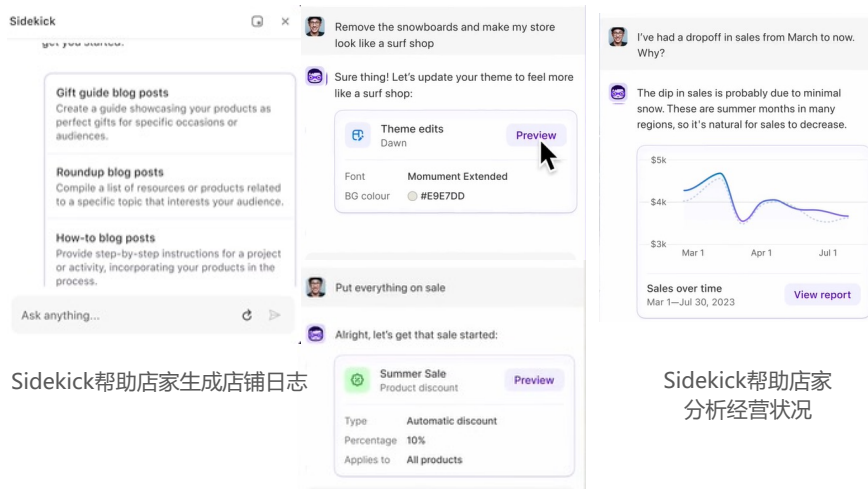 Sidekick
get you started:
Gift guide blog posts
Create a guide showcasing your products as
perfect gifts for specific occasions or
audiences.
Roundup blog posts
Compile a list of resources or products related
to a specific topic that interests your audience.
How-to blog posts
Provide step-by-step instructions for a project
or activity, incorporating your products in the
process.
Ask anything...
Sidekick帮助店家生成店铺日志
Remove the snowboards and make my store
look like a surf shop
Sure thing! Let's update your theme to feel more
like a surf shop:
Theme edits
Dawn
Preview
Font Momument Extended
BG colour #E9E7DD
Put everything on sale
Alright, let's get that sale started:
Summer Sale
Product discount
Preview
Type Automatic discount
Percentage 10%
Applies to All products
I've had a dropoff in sales from March to now.
Why?
The dip in sales is probably due to minimal
snow. These are summer months in many
regions, so it's natural for sales to decrease.
$5k
$4k
$3k
Mar 1 Apr 1 Jul 1
Sales over time
Mar 1—Jul 30, 2023
View report
Sidekick帮助店家
分析经营状况